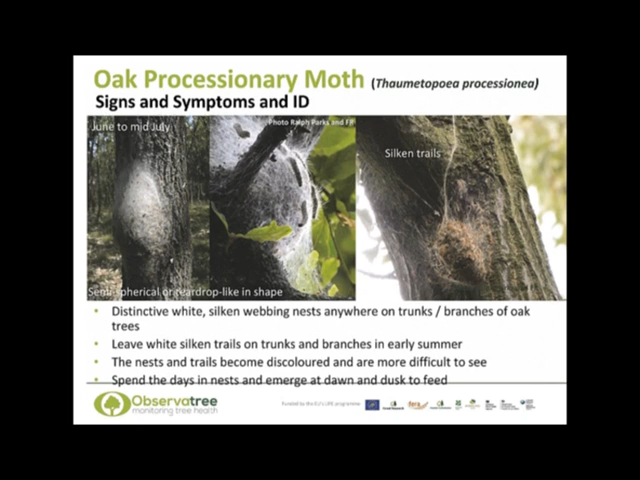 Oak Processionary Moth (Thaumetopoea processionea)
Signs and Symptoms and ID
June to mid July
Photo Ralph Parks and FR
Silken trails
Semi-spherical or teardrop-like in shape
• Distinctive white, silken webbing nests anywhere on trunks / branches of oak
trees
• Leave white silken trails on trunks and branches in early summer
• The nests and trails become discoloured and are more difficult to see
• Spend the days in nests and emerge at dawn and dusk to feed
Observatree
monitoring tree health
Funded by the EU's LIFE programme
fera